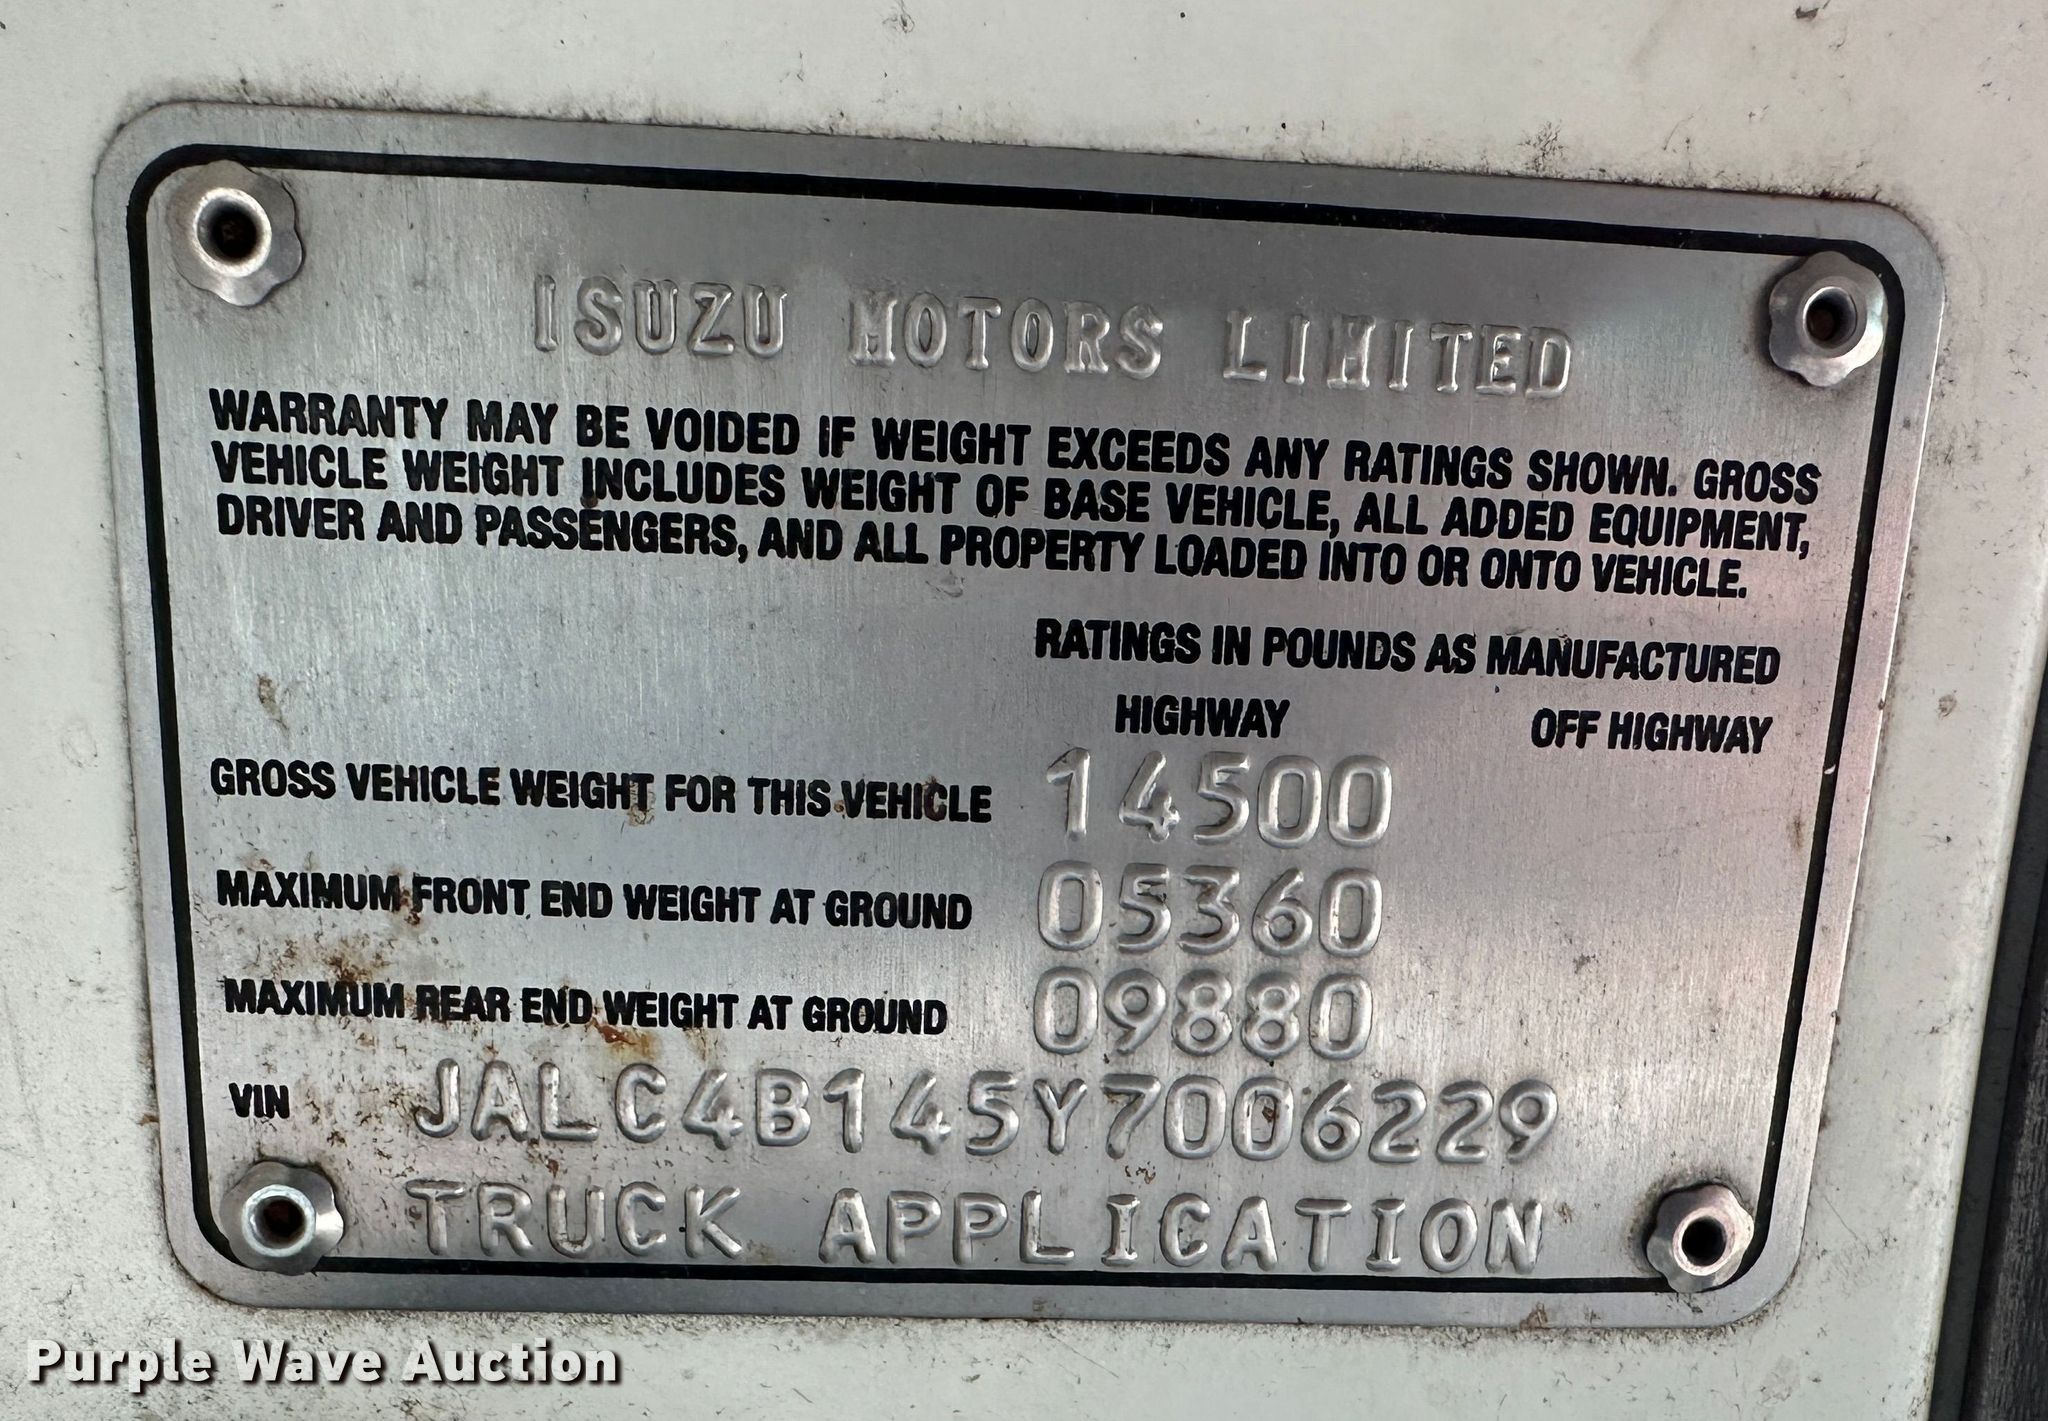 ISUZU MOTORS LIMITED
WARRANTY MAY BE VOIDED IF WEIGHT EXCEEDS ANY RATINGS SHOWN. GROSS
VEHICLE WEIGHT INCLUDES WEIGHT OF BASE VEHICLE, ALL ADDED EQUIPMENT,
DRIVER AND PASSENGERS, AND ALL PROPERTY LOADED INTO OR ONTO VEHICLE.
RATINGS IN POUNDS AS MANUFACTURED
HIGHWAY OFF HIGHWAY
GROSS VEHICLE WEIGHT FOR THIS VEHICLE 14500
MAXIMUM FRONT END WEIGHT AT GROUND 05360
MAXIMUM REAR END WEIGHT AT GROUND 09880
VIN JALC4B145Y7006229
TRUCK APPLICATION
Purple Wave Auction